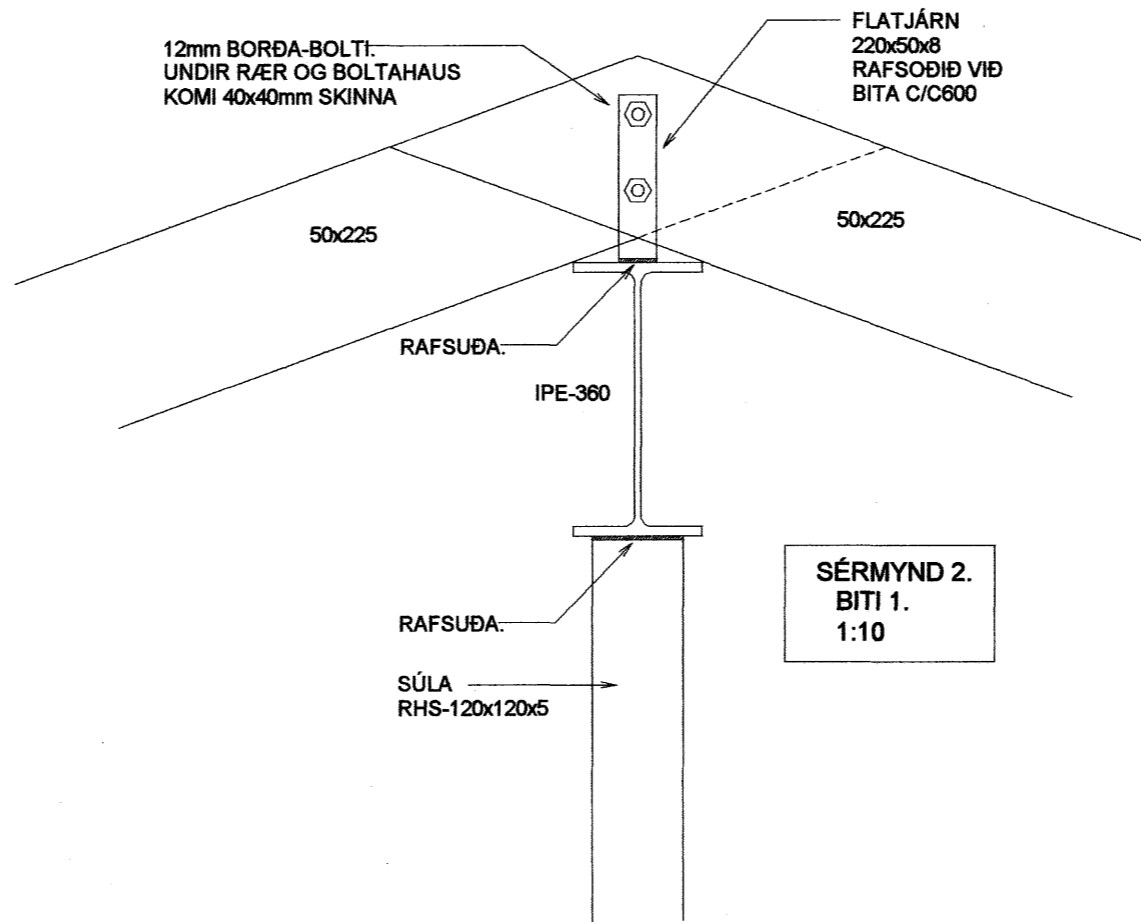 12mm BORÐA-BOLTI.
UNDIR RÆR OG BOLTAHAUS
KOMI 40x40mm SKINNA
FLATJÁRN
220x50x8
RAFSOÐIÐ VIÐ
BITA C/C600
50x225
50x225
RAFSUÐA.
IPE-360
RAFSUÐA.
SÚLA
RHS-120x120x5
SÉRMYND 2.
BITI 1.
1:10